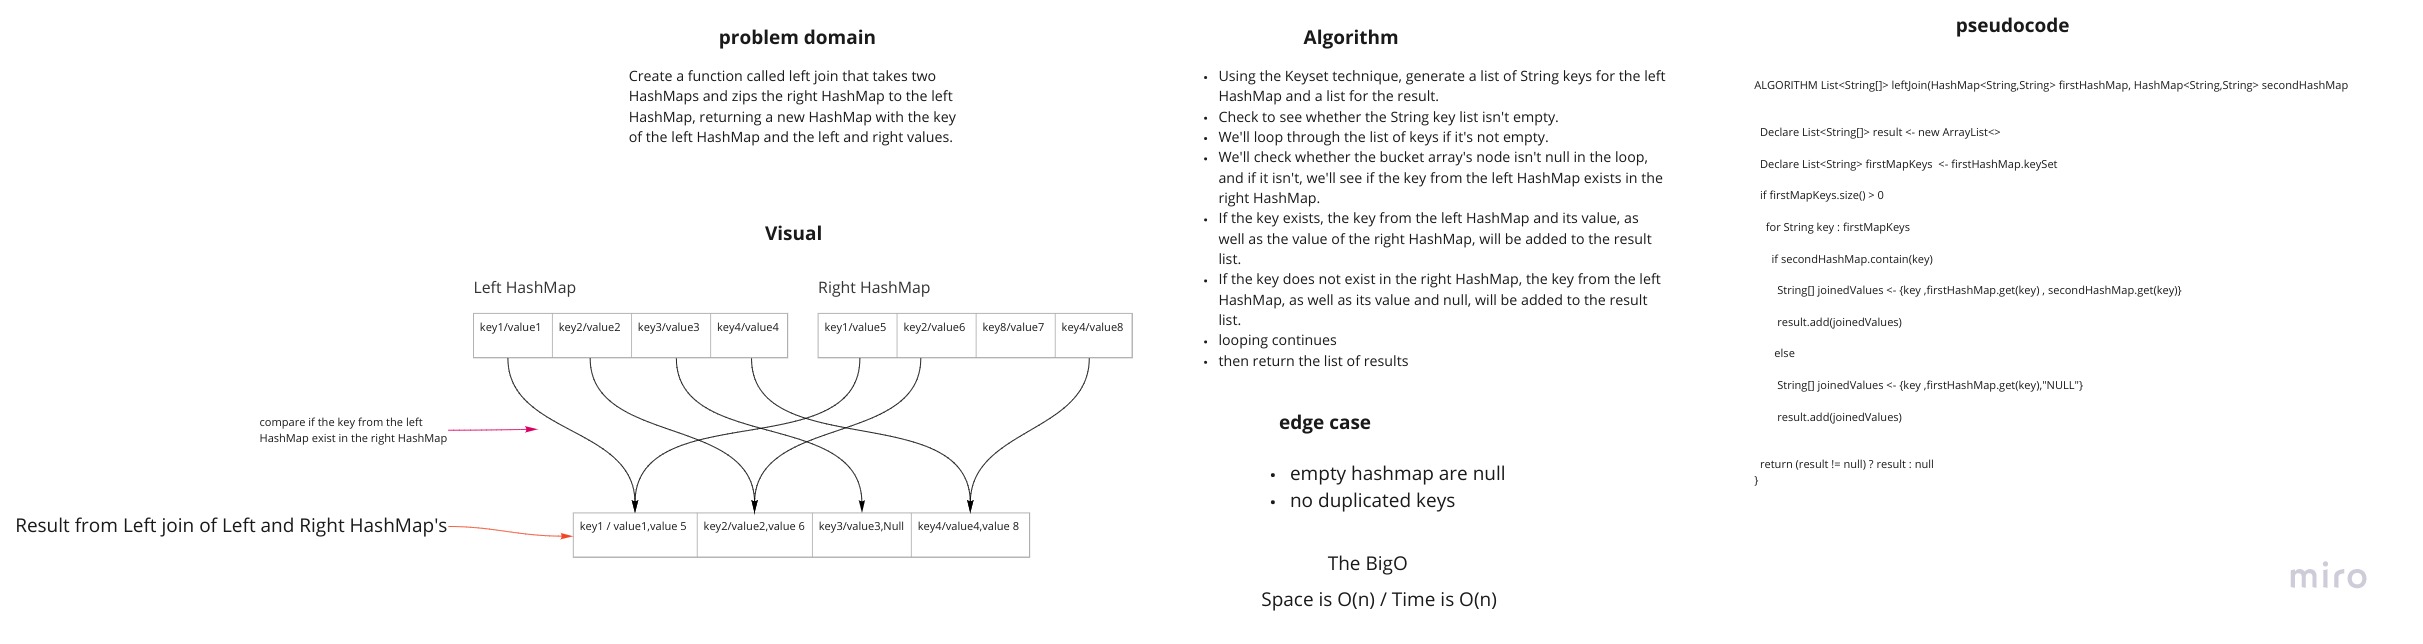 problem domain
Create a function called left join that takes two
HashMaps and zips the right HashMap to the left
HashMap, returning a new HashMap with the key
of the left HashMap and the left and right values.
Visual
Left HashMap
Right HashMap
key1/value1
key2/value2
key3/value3
key4/value4
key1/value5
key2/value6
key8/value7
key4/value8
compare if the key from the left
HashMap exist in the right HashMap
Result from Left join of Left and Right HashMap's
key1 / value1,value 5
key2/value2,value 6
key3/value3,Null
key4/value4,value 8
Algorithm
• Using the Keyset technique, generate a list of String keys for the left
HashMap and a list for the result.
• Check to see whether the String key list isn't empty.
• We'll loop through the list of keys if it's not empty.
• We'll check whether the bucket array's node isn't null in the loop,
and if it isn't, we'll see if the key from the left HashMap exists in the
right HashMap.
• If the key exists, the key from the left HashMap and its value, as
well as the value of the right HashMap, will be added to the result
list.
• If the key does not exist in the right HashMap, the key from the left
HashMap, as well as its value and null, will be added to the result
list.
• looping continues
• then return the list of results
edge case
• empty hashmap are null
• no duplicated keys
The BigO
Space is O(n) / Time is O(n)
pseudocode
ALGORITHM List<String[]> leftJoin(HashMap<String,String> firstHashMap, HashMap<String,String> secondHashMap
Declare List<String[]> result <- new ArrayList<>
Declare List<String> firstMapKeys <- firstHashMap.keySet
if firstMapKeys.size() > 0
for String key : firstMapKeys
if secondHashMap.contain(key)
String[] joinedValues <- {key ,firstHashMap.get(key) , secondHashMap.get(key)}
result.add(joinedValues)
else
String[] joinedValues <- {key ,firstHashMap.get(key),"NULL"}
result.add(joinedValues)
return (result != null) ? result : null
}
miro